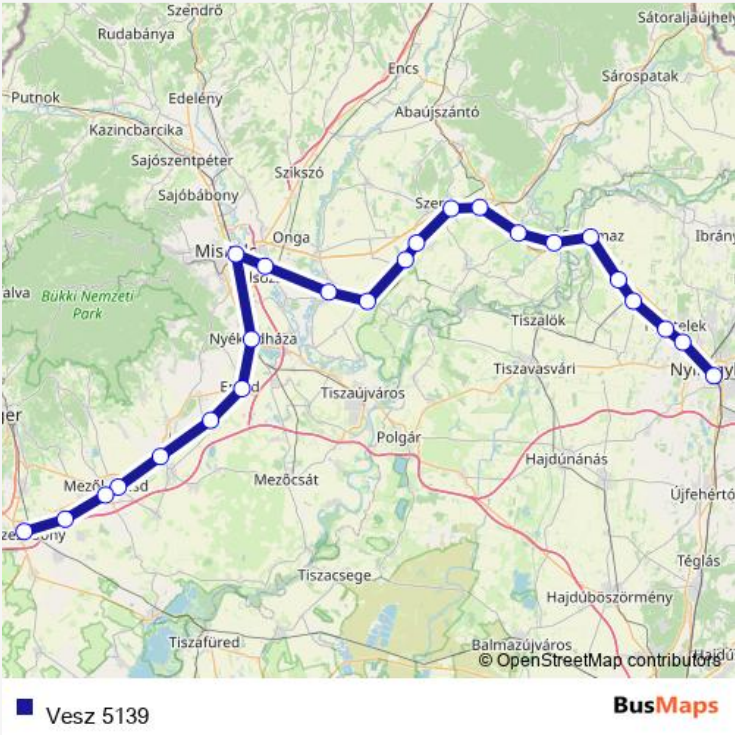 Szendrő
Sátoraljaújhely
Rudabánya
Encs
Sárospatak
Putnok
Edelény
Abaújszántó
Kazincbarcika
Sajószentpéter
Szikszó
Sajóbábony
Onga
Ibrány
Bükki Nemzeti
Park
Tiszalök
Tiszavasvári
Tiszaújváros
Polgár
Hajdúnánás
Mezőcsát
Újfehértó
Tiszacsege
Téglás
Hajdúböszörmény
Tiszafüred
Balmazújváros
© OpenStreetMap contributors
Vesz 5139
BusMaps